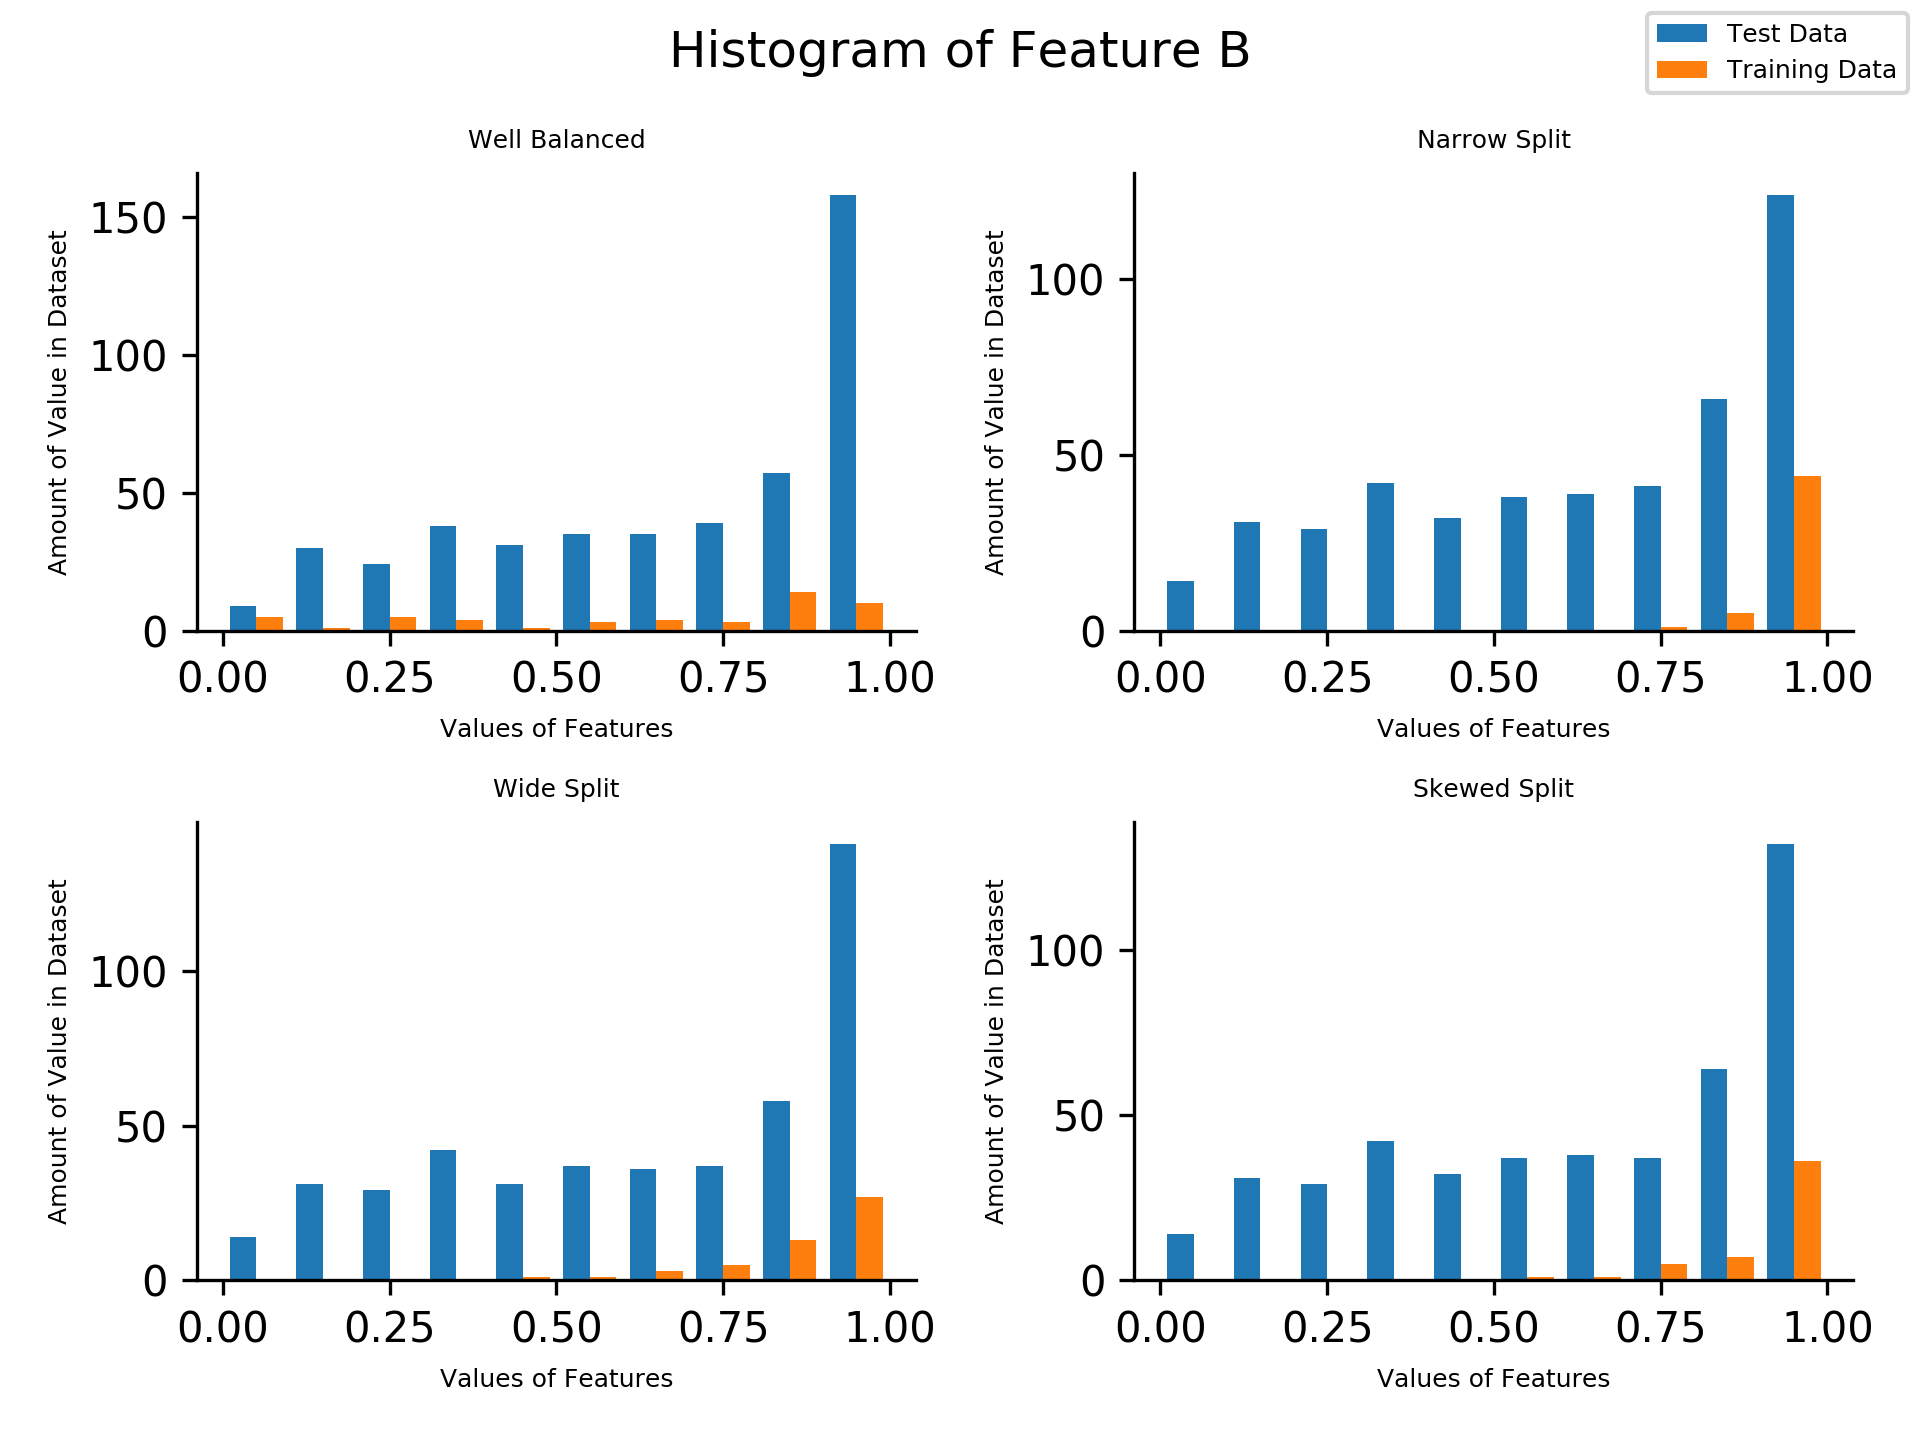 Histogram of Feature B
Test Data
Training Data
Well Balanced
Amount of Value in Dataset
150
100
50
0
0.00 0.25 0.50 0.75 1.00
Values of Features
Narrow Split
Amount of Value in Dataset
100
50
0
0.00 0.25 0.50 0.75 1.00
Values of Features
Wide Split
Amount of Value in Dataset
100
50
0
0.00 0.25 0.50 0.75 1.00
Values of Features
Skewed Split
Amount of Value in Dataset
100
50
0
0.00 0.25 0.50 0.75 1.00
Values of Features